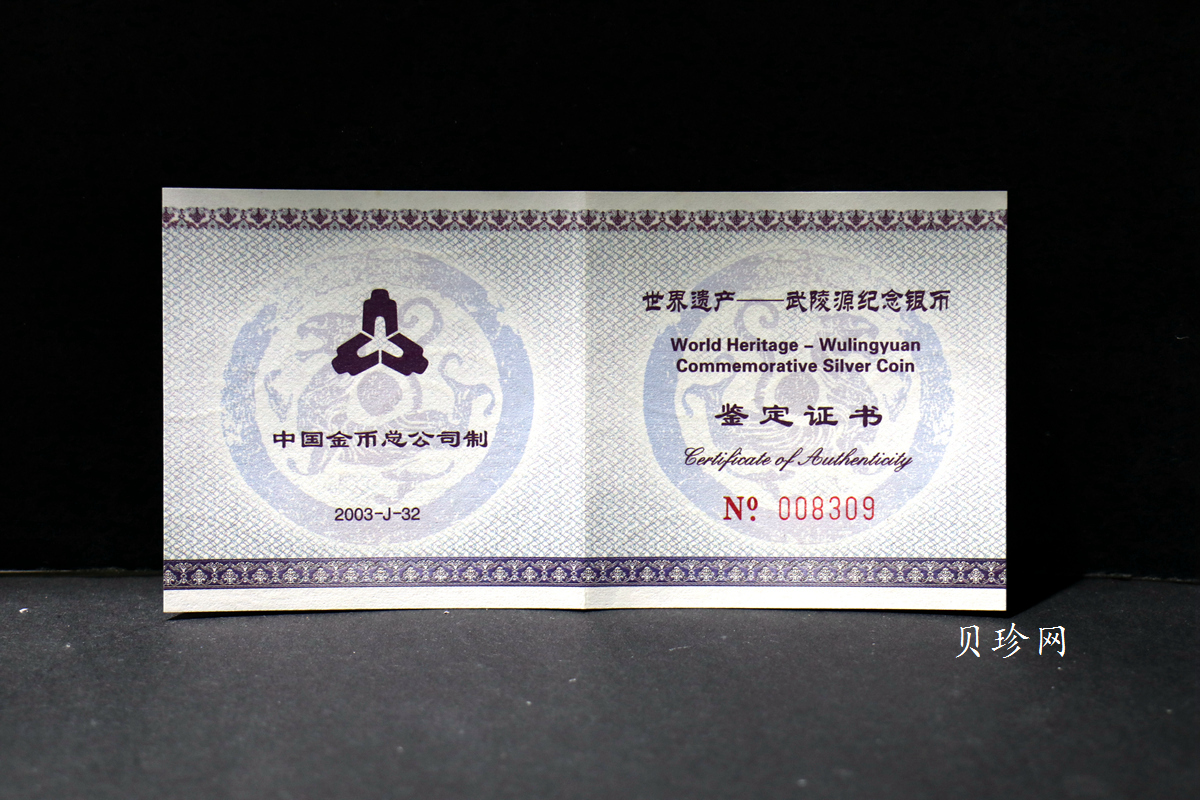 中国金币总公司制
2003-J-32
世界遗产——武陵源纪念银币
World Heritage – Wulingyuan
Commemorative Silver Coin
鉴定证书
Certificate of Authenticity
Nº. 008309
贝珍网